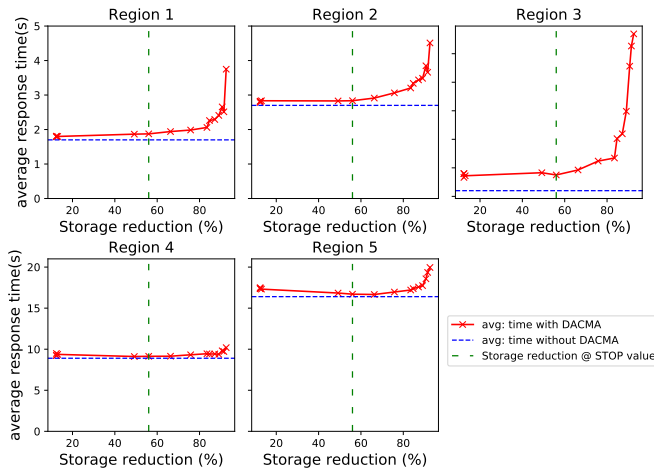 Region 1
Region 2
Region 3
average response time(s)
5
4
3
2
1
0
20 40 60 80
20 40 60 80
20 40 60 80
Storage reduction (%)
Storage reduction (%)
Storage reduction (%)
Region 4
Region 5
average response time(s)
20
15
10
5
0
20 40 60 80
20 40 60 80
Storage reduction (%)
Storage reduction (%)
avg: time with DACMA
avg: time without DACMA
Storage reduction @ STOP value